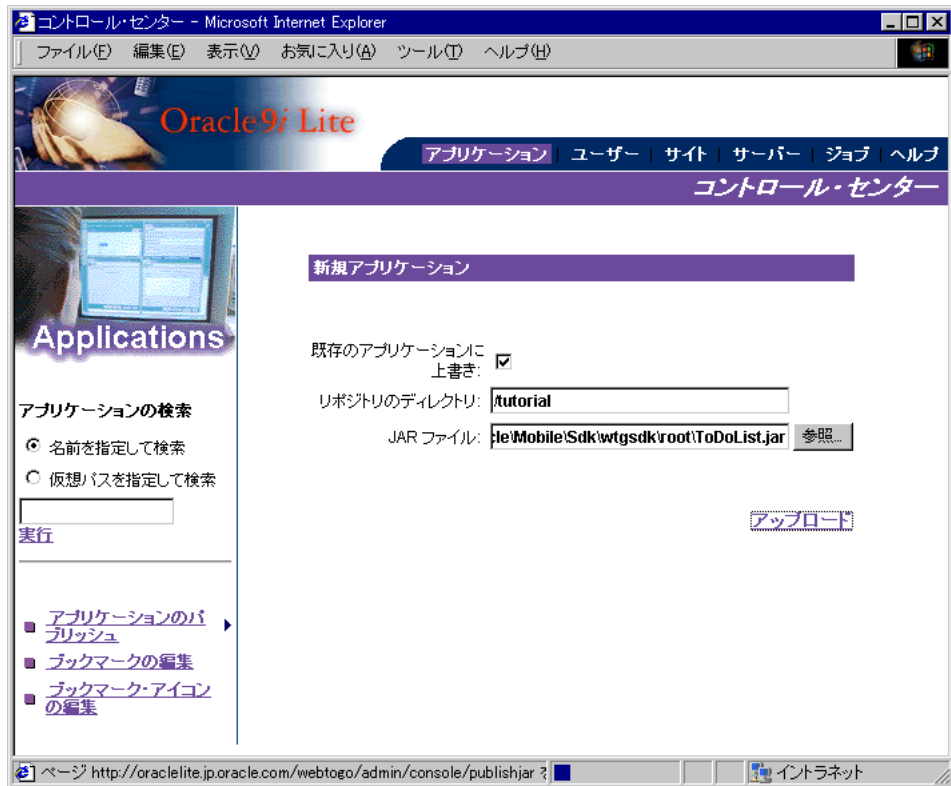 コントロール・センター - Microsoft Internet Explorer
ファイル(F) 編集(E) 表示(V) お気に入り(A) ツール(T) ヘルプ(H)
Oracle9i Lite
アプリケーション ユーザー サイト サーバー ジョブ ヘルプ
コントロール・センター
Applications
アプリケーションの検索
名前を指定して検索
仮想パスを指定して検索
実行
アプリケーションのパ
ブリッシュ
ブックマークの編集
ブックマーク・アイコン
の編集
新規アプリケーション
既存のアプリケーションに
上書き:
リポジトリのディレクトリ: /tutorial
JAR ファイル: cle\Mobile\Sdk\wtgsdk\root\ToDoList.jar 参照...
アップロード
ページ http://oraclelite.jp.oracle.com/webtogo/admin/console/publishjar
イントラネット